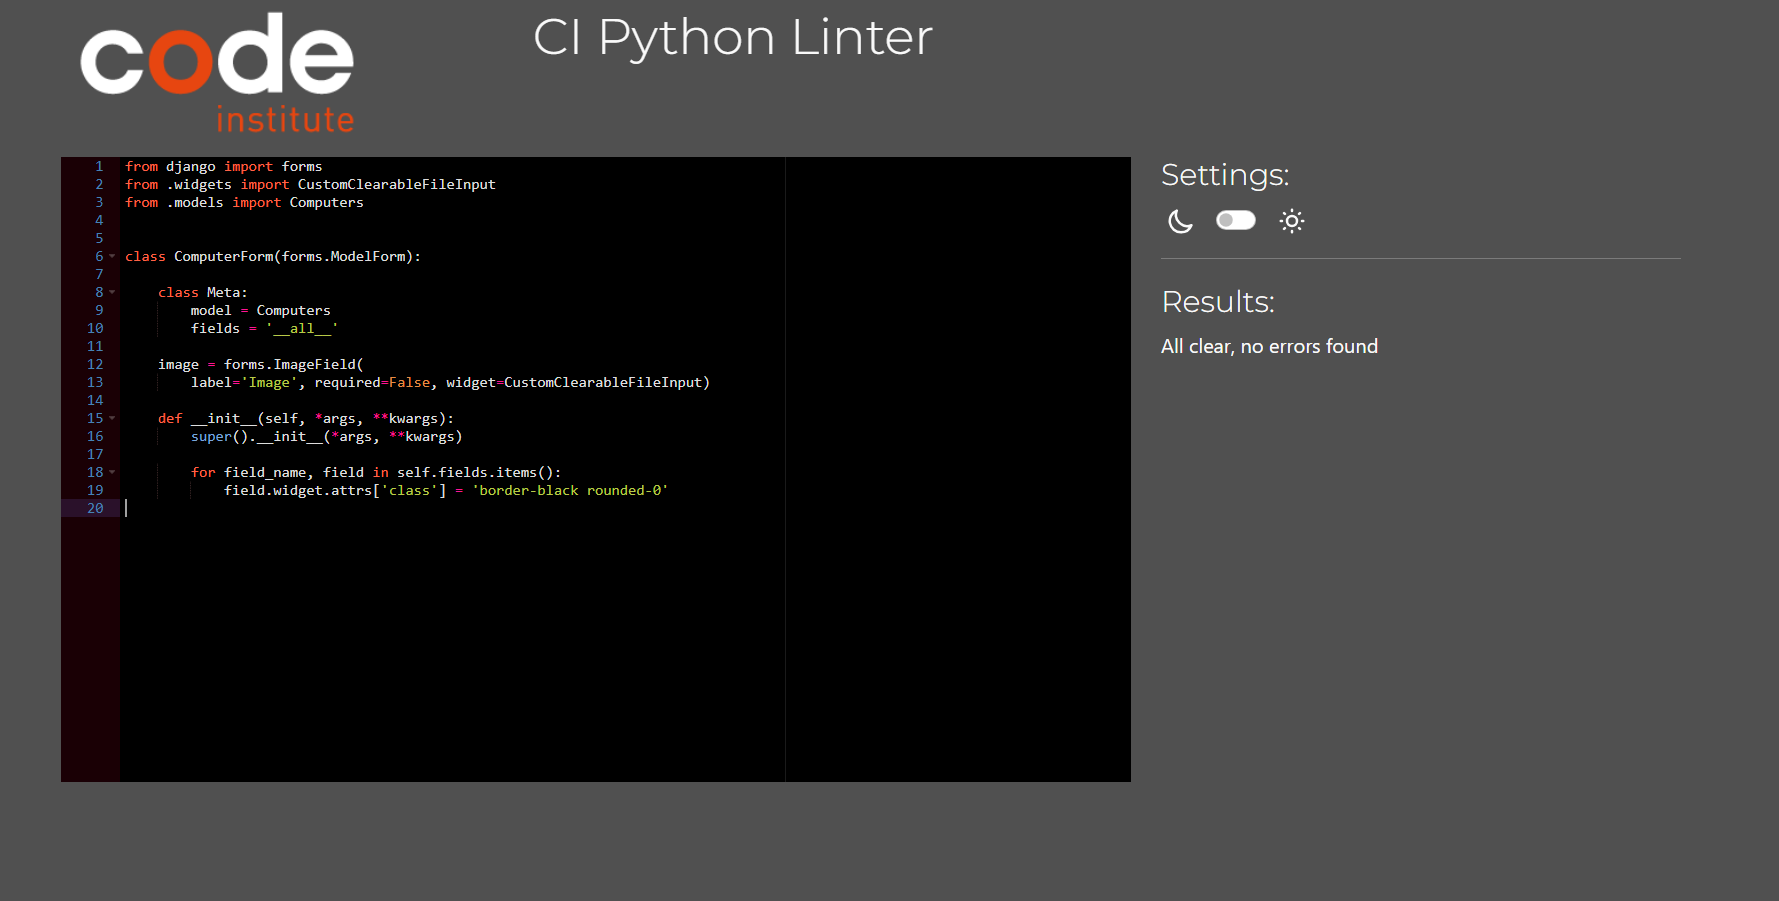 code
institute
CI Python Linter
1 from django import forms
2 from .widgets import CustomClearableFileInput
3 from .models import Computers
4
5
6 class ComputerForm(forms.ModelForm):
7
8     class Meta:
9         model = Computers
10         fields = '__all__'
11
12     image = forms.ImageField(
13         label='Image', required=False, widget=CustomClearableFileInput)
14
15     def __init__(self, *args, **kwargs):
16         super().__init__(*args, **kwargs)
17
18         for field_name, field in self.fields.items():
19             field.widget.attrs['class'] = 'border-black rounded-0'
20
Settings:
Results:
All clear, no errors found